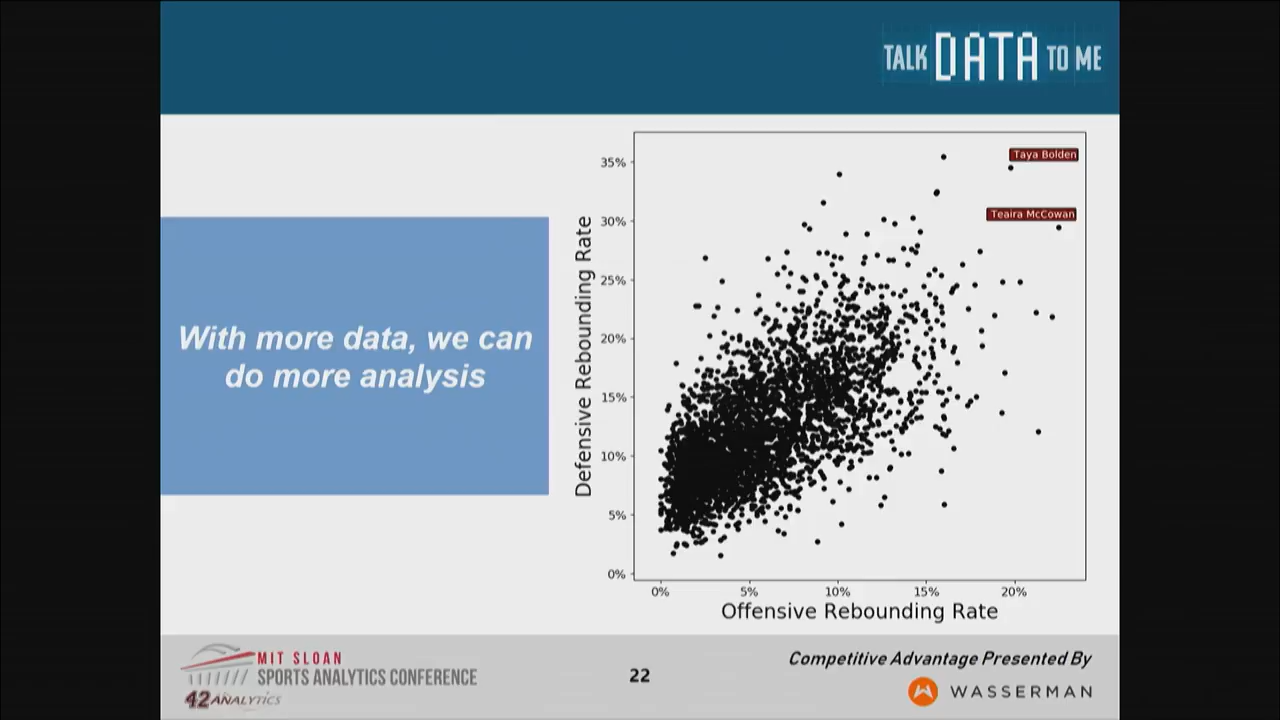 TALK DATA TO ME
With more data, we can
do more analysis
Taya Bolden
Teaira McCowan
Defensive Rebounding Rate
35%
30%
25%
20%
15%
10%
5%
0%
0% 5% 10% 15% 20%
Offensive Rebounding Rate
MIT SLOAN
SPORTS ANALYTICS CONFERENCE
42 ANALYTICS
22
Competitive Advantage Presented By
WASSERMAN